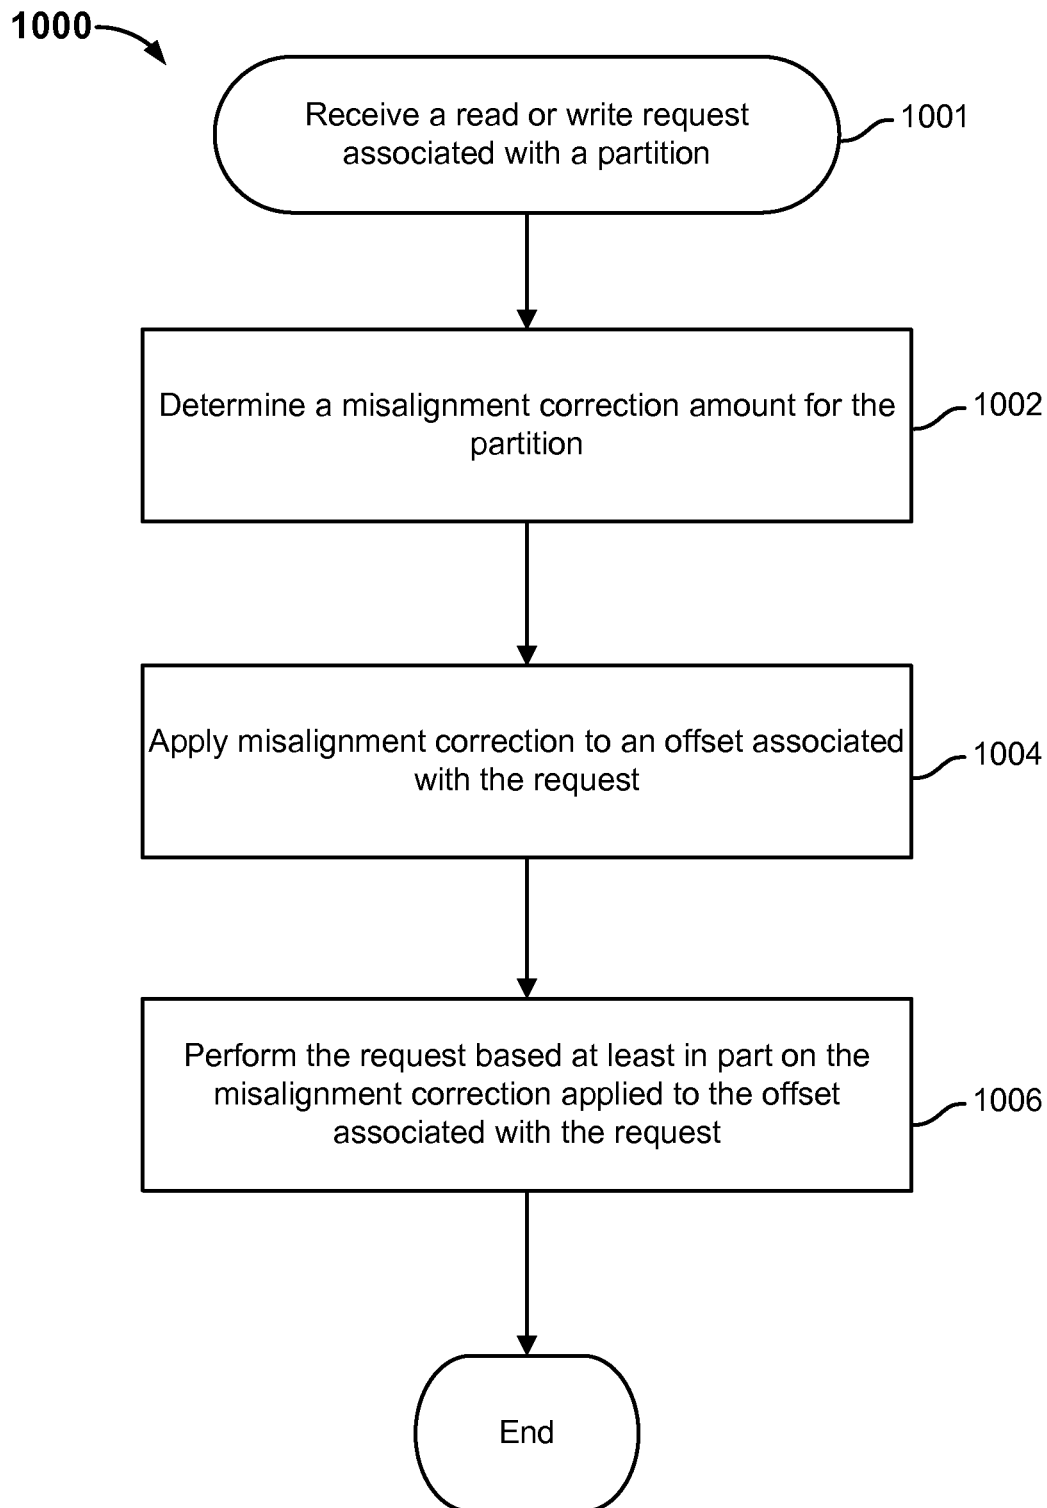 1000
Receive a read or write request
associated with a partition
1001
Determine a misalignment correction amount for the
partition
1002
Apply misalignment correction to an offset associated
with the request
1004
Perform the request based at least in part on the
misalignment correction applied to the offset
associated with the request
1006
End